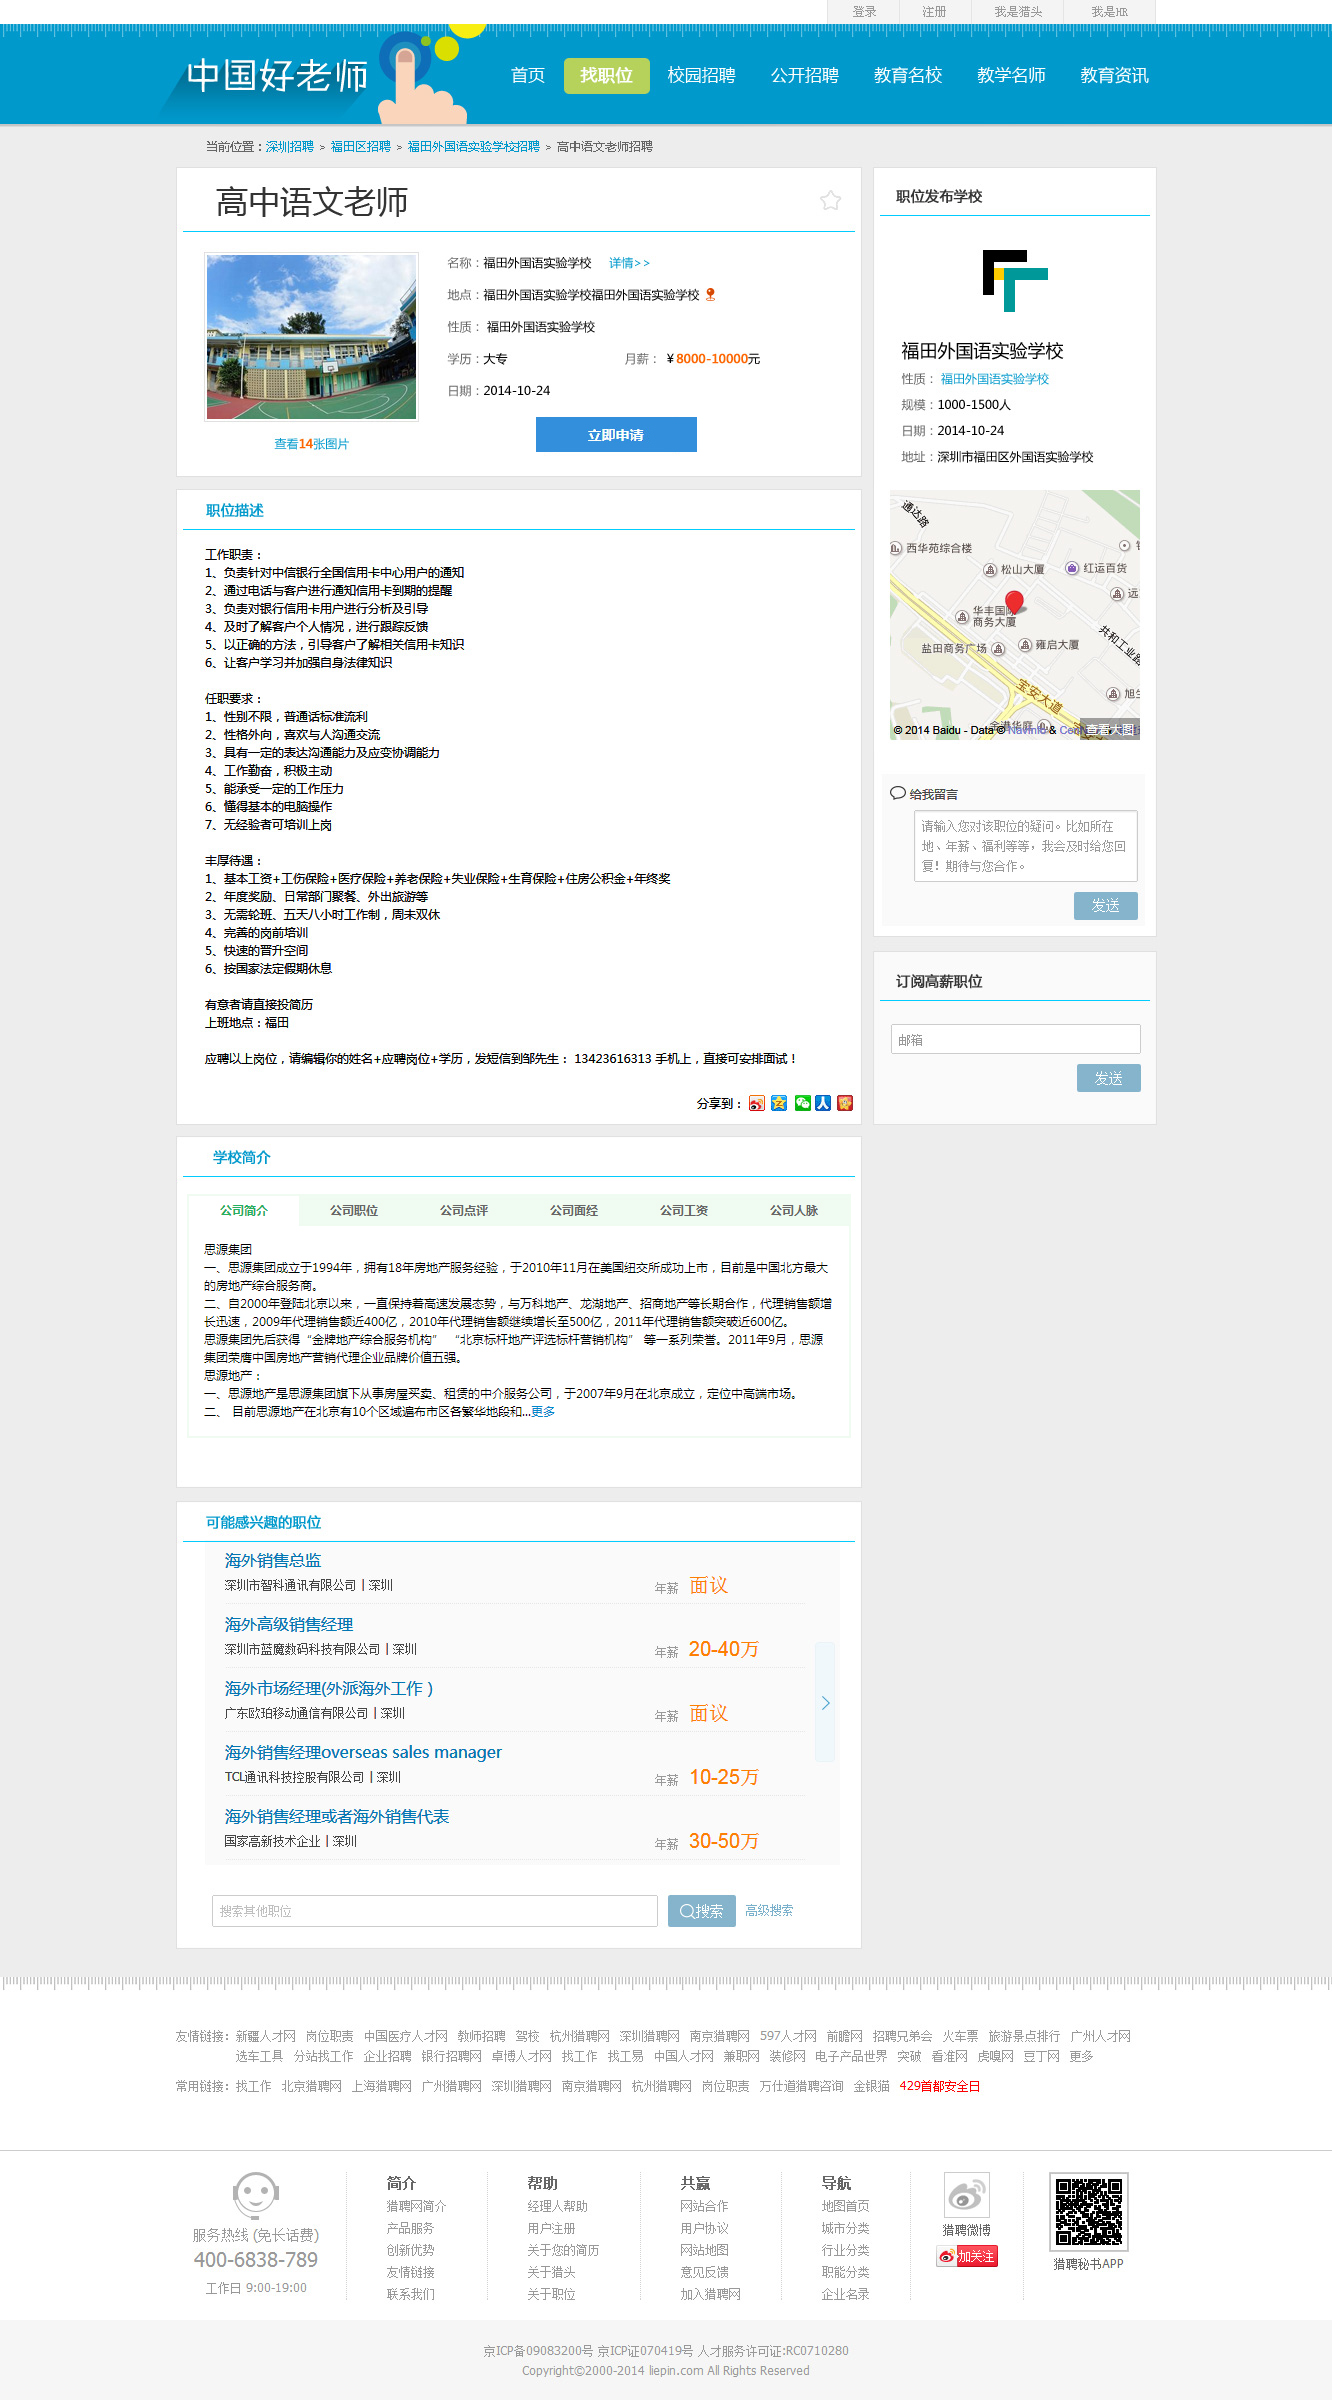 登录 注册 我是猎头 我是HR
中国好老师 首页 找职位 校园招聘 公开招聘 教育名校 教学名师 教育资讯
当前位置：深圳招聘 > 福田区招聘 > 福田外国语实验学校招聘 > 高中语文老师招聘
高中语文老师
名称：福田外国语实验学校 详情>>
地点：福田外国语实验学校福田外国语实验学校
性质： 福田外国语实验学校
学历：大专 月薪： ￥8000-10000元
日期：2014-10-24
查看14张图片
立即申请
职位描述
工作职责：
1、负责针对中信银行全国信用卡中心用户的通知
2、通过电话与客户进行通知信用卡到期的提醒
3、负责对银行信用卡用户进行分析及引导
4、及时了解客户个人情况，进行跟踪反馈
5、以正确的方法，引导客户了解相关信用卡知识
6、让客户学习并加强自身法律知识
任职要求：
1、性别不限，普通话标准流利
2、性格外向，喜欢与人沟通交流
3、具有一定的表达沟通能力及应变协调能力
4、工作勤奋，积极主动
5、能承受一定的工作压力
6、懂得基本的电脑操作
7、无经验者可培训上岗
丰厚待遇：
1、基本工资+工伤保险+医疗保险+养老保险+失业保险+生育保险+住房公积金+年终奖
2、年度奖励、日常部门聚餐、外出旅游等
3、无需轮班、五天八小时工作制，周未双休
4、完善的岗前培训
5、快速的晋升空间
6、按国家法定假期休息
有意者请直接投简历
上班地点：福田
应聘以上岗位，请编辑你的姓名+应聘岗位+学历，发短信到邹先生： 13423616313 手机上，直接可安排面试！
分享到：
学校简介
公司简介 公司职位 公司点评 公司面经 公司工资 公司人脉
思源集团
一、思源集团成立于1994年，拥有18年房地产服务经验，于2010年11月在美国纽交所成功上市，目前是中国北方最大
的房地产综合服务商。
二、自2000年登陆北京以来，一直保持着高速发展态势，与万科地产、龙湖地产、招商地产等长期合作，代理销售额增
长迅速，2009年代理销售额近400亿，2010年代理销售额继续增长至500亿，2011年代理销售额突破近600亿。
思源集团先后获得“金牌地产综合服务机构” “北京标杆地产评选标杆营销机构” 等一系列荣誉。2011年9月，思源
集团荣膺中国房地产营销代理企业品牌价值五强。
思源地产：
一、思源地产是思源集团旗下从事房屋买卖、租赁的中介服务公司，于2007年9月在北京成立，定位中高端市场。
二、 目前思源地产在北京有10个区域遍布市区各繁华地段和...更多
可能感兴趣的职位
海外销售总监
深圳市智科通讯有限公司 | 深圳 年薪 面议
海外高级销售经理
深圳市蓝魔数码科技有限公司 | 深圳 年薪 20-40万
海外市场经理(外派海外工作）
广东欧珀移动通信有限公司 | 深圳 年薪 面议
海外销售经理overseas sales manager
TCL通讯科技控股有限公司 | 深圳 年薪 10-25万
海外销售经理或者海外销售代表
国家高新技术企业 | 深圳 年薪 30-50万
搜索其他职位 搜索 高级搜索
职位发布学校
福田外国语实验学校
性质： 福田外国语实验学校
规模：1000-1500人
日期：2014-10-24
地址：深圳市福田区外国语实验学校
通达路
西华苑综合楼
松山大厦 红运百货
远
华丰国际
商务大厦
共和工业路
盐田商务广场 雍启大厦
宝安大道
旭生
金港华庭
© 2014 Baidu - Data © NavInfo & 查看大图
给我留言
请输入您对该职位的疑问。比如所在
地、年薪、福利等等，我会及时给您回
复！期待与您合作。
发送
订阅高薪职位
邮箱
发送
友情链接：新疆人才网 岗位职责 中国医疗人才网 教师招聘 驾校 杭州猎聘网 深圳猎聘网 南京猎聘网 597人才网 前瞻网 招聘兄弟会 火车票 旅游景点排行 广州人才网
选车工具 分站找工作 企业招聘 银行招聘网 卓博人才网 找工作 找工易 中国人才网 兼职网 装修网 电子产品世界 突破 看准网 虎嗅网 豆丁网 更多
常用链接：找工作 北京猎聘网 上海猎聘网 广州猎聘网 深圳猎聘网 南京猎聘网 杭州猎聘网 岗位职责 万仕道猎聘咨询 金银猫 429首都安全日
服务热线 (免长话费)
400-6838-789
工作日 9:00-19:00
简介
猎聘网简介
产品服务
创新优势
友情链接
联系我们
帮助
经理人帮助
用户注册
关于您的简历
关于猎头
关于职位
共赢
网站合作
用户协议
网站地图
意见反馈
加入猎聘网
导航
地图首页
城市分类
行业分类
职能分类
企业名录
猎聘微博
加关注
猎聘秘书APP
京ICP备09083200号 京ICP证070419号 人才服务许可证:RC0710280
Copyright©2000-2014 liepin.com All Rights Reserved